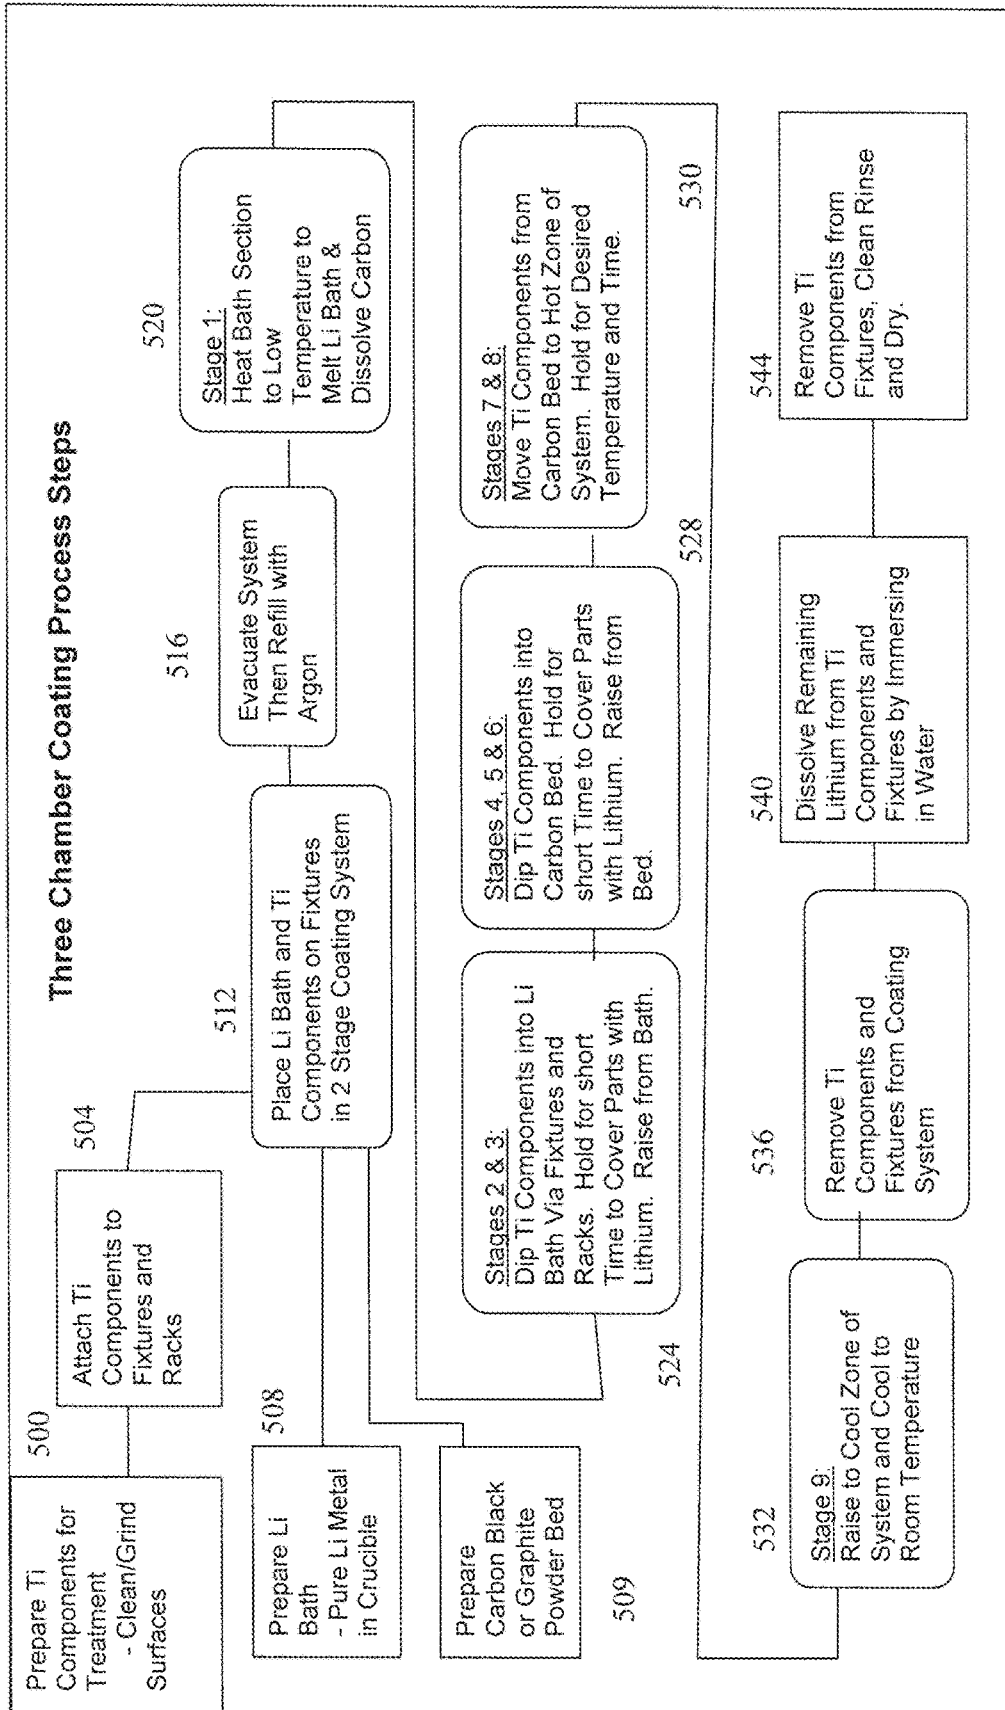 Three Chamber Coating Process Steps
500
Prepare Ti
Components for
Treatment
- Clean/Grind
Surfaces
504
Attach Ti
Components to
Fixtures and
Racks
508
Prepare Li
Bath
- Pure Li Metal
in Crucible
Prepare
Carbon Black
or Graphite
Powder Bed
509
512
Place Li Bath and Ti
Components on Fixtures
in 2 Stage Coating System
516
Evacuate System
Then Refill with
Argon
520
Stage 1:
Heat Bath Section
to Low
Temperature to
Melt Li Bath &
Dissolve Carbon
Stages 2 & 3:
Dip Ti Components into Li
Bath Via Fixtures and
Racks. Hold for short
Time to Cover Parts with
Lithium. Raise from Bath.
524
Stages 4, 5 & 6:
Dip Ti Components into
Carbon Bed. Hold for
short Time to Cover Parts
with Lithium. Raise from
Bed.
528
Stages 7 & 8:
Move Ti Components from
Carbon Bed to Hot Zone of
System. Hold for Desired
Temperature and Time.
530
532
Stage 9:
Raise to Cool Zone of
System and Cool to
Room Temperature
536
Remove Ti
Components and
Fixtures from Coating
System
540
Dissolve Remaining
Lithium from Ti
Components and
Fixtures by Immersing
in Water
544
Remove Ti
Components from
Fixtures, Clean Rinse
and Dry.